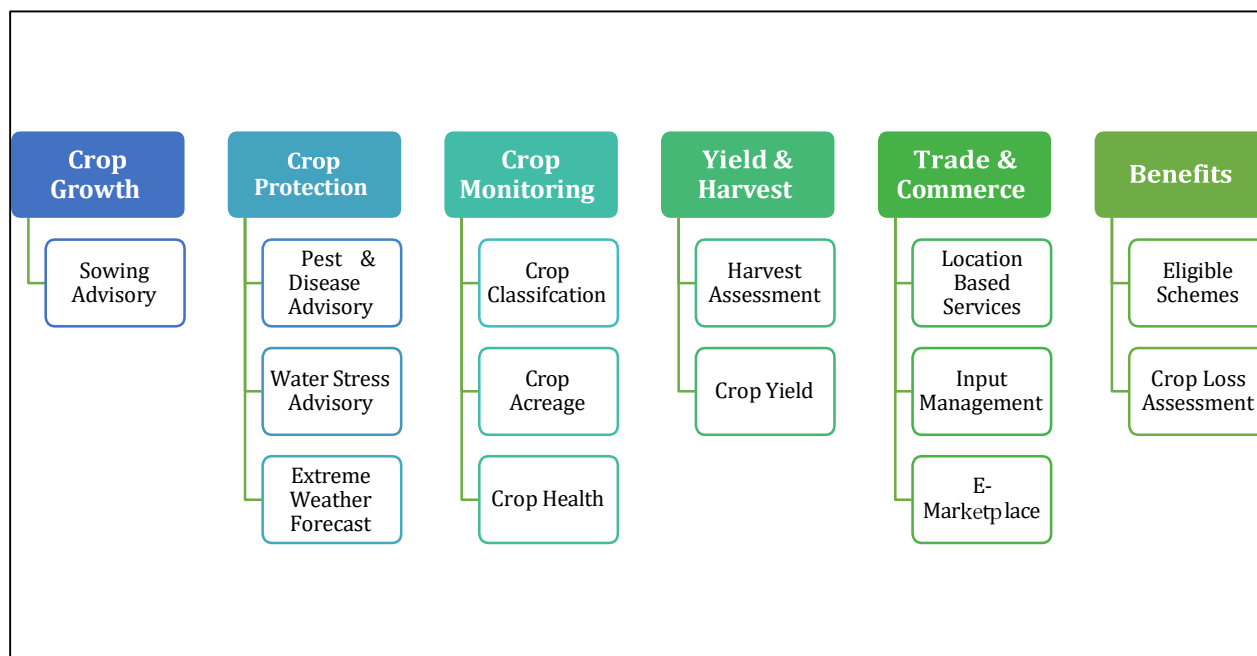 Crop
Growth
Sowing
Advisory
Crop
Protection
Pest &
Disease
Advisory
Water Stress
Advisory
Extreme
Weather
Forecast
Crop
Monitoring
Crop
Classifcation
Crop
Acreage
Crop Health
Yield &
Harvest
Harvest
Assessment
Crop Yield
Trade &
Commerce
Location
Based
Services
Input
Management
E-
Marketplace
Benefits
Eligible
Schemes
Crop Loss
Assessment